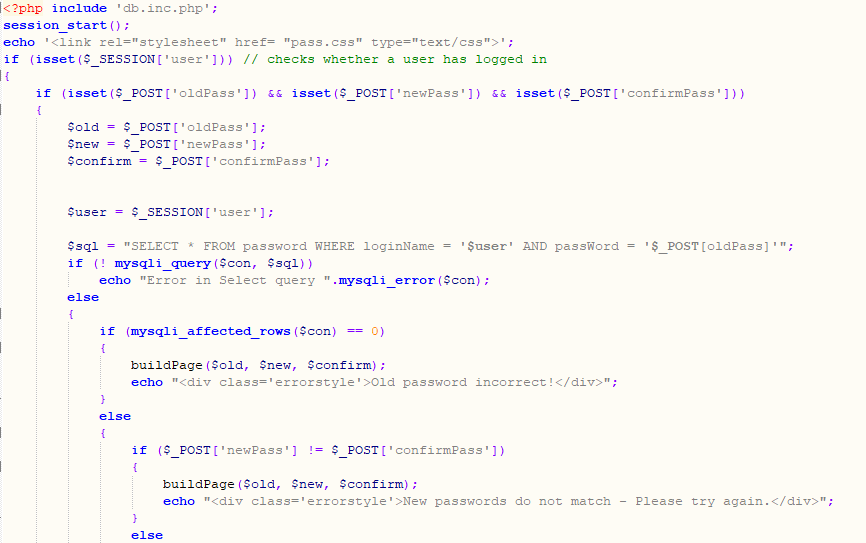 <?php include 'db.inc.php';
session_start();
echo '<link rel="stylesheet" href= "pass.css" type="text/css">';
if (isset($_SESSION['user'])) // checks whether a user has logged in
{
if (isset($_POST['oldPass']) && isset($_POST['newPass']) && isset($_POST['confirmPass']))
{
$old = $_POST['oldPass'];
$new = $_POST['newPass'];
$confirm = $_POST['confirmPass'];
$user = $_SESSION['user'];
$sql = "SELECT * FROM password WHERE loginName = '$user' AND passWord = '$_POST[oldPass]'";
if (! mysqli_query($con, $sql))
echo "Error in Select query ".mysqli_error($con);
else
{
if (mysqli_affected_rows($con) == 0)
{
buildPage($old, $new, $confirm);
echo "<div class='errorstyle'>Old password incorrect!</div>";
}
else
{
if ($_POST['newPass'] != $_POST['confirmPass'])
{
buildPage($old, $new, $confirm);
echo "<div class='errorstyle'>New passwords do not match - Please try again.</div>";
}
else